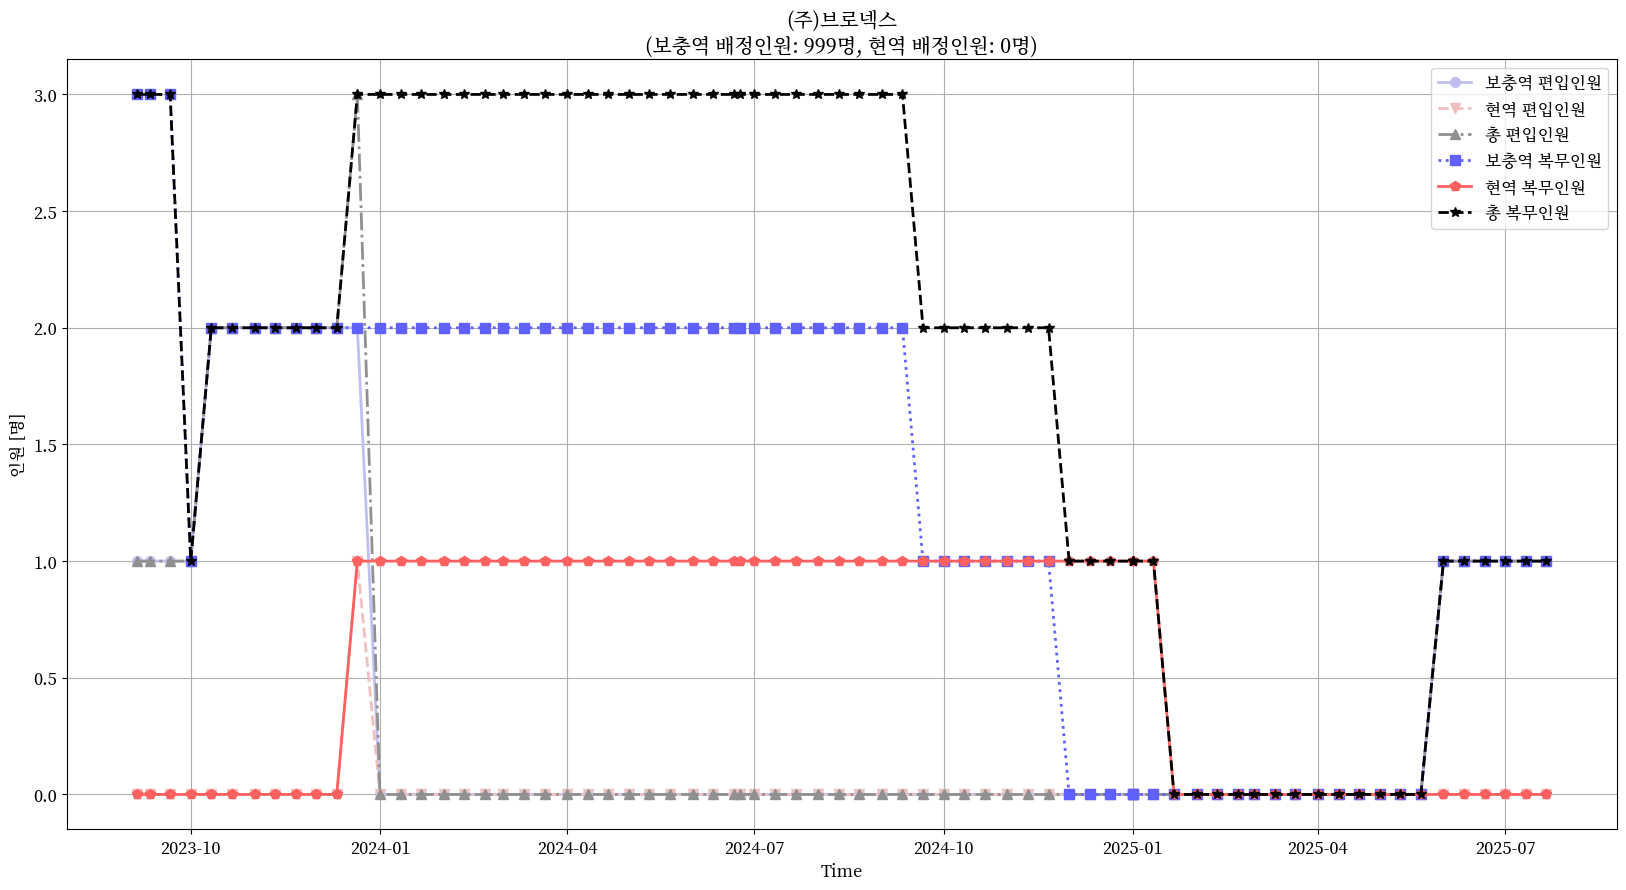 (주)브로넥스
(보충역 배정인원: 999명, 현역 배정인원: 0명)
보충역 편입인원
현역 편입인원
총 편입인원
보충역 복무인원
현역 복무인원
총 복무인원
인원 [명]
3.0
2.5
2.0
1.5
1.0
0.5
0.0
2023-10
2024-01
2024-04
2024-07
2024-10
2025-01
2025-04
2025-07
Time